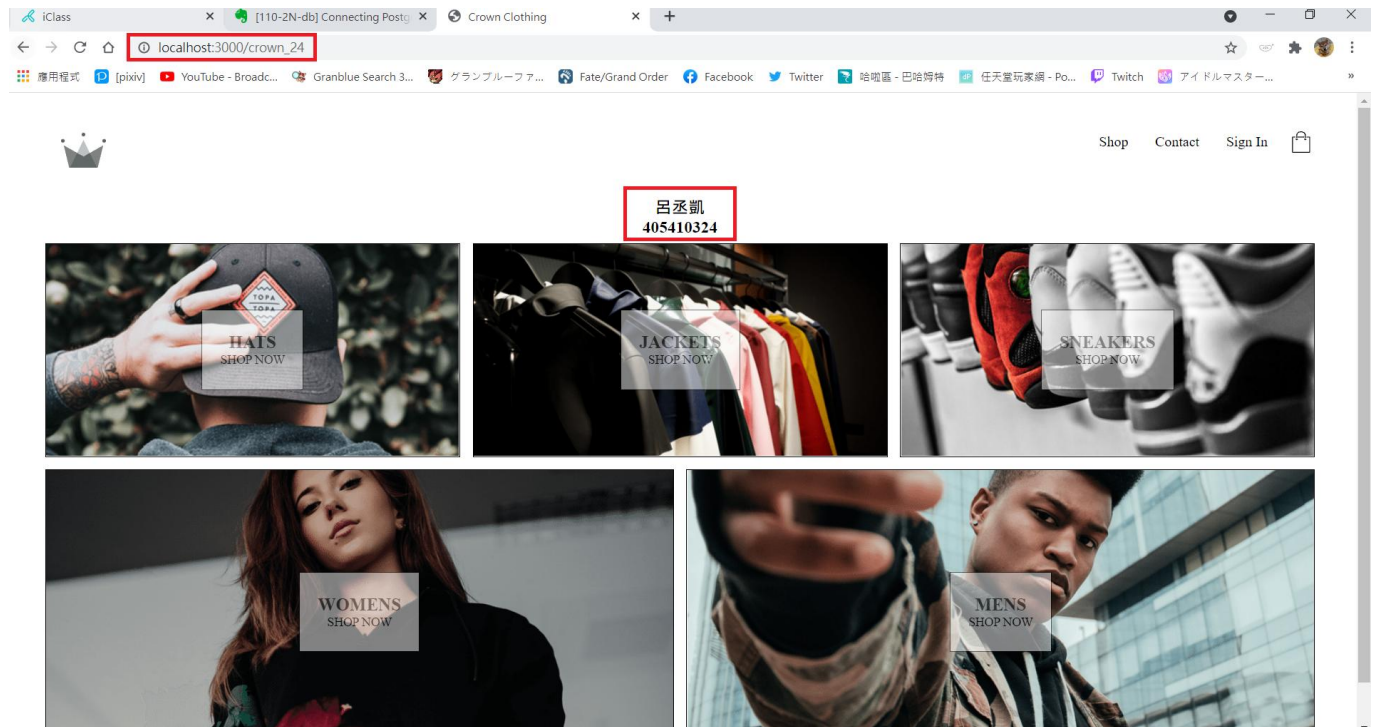 iClass
[110-2N-db] Connecting Postg
Crown Clothing
localhost:3000/crown_24
應用程式
[pixiv]
YouTube - Broadc...
Granblue Search 3...
グランブルーファ...
Fate/Grand Order
Facebook
Twitter
哈啦區 - 巴哈姆特
任天堂玩家網 - Po...
Twitch
アイドルマスター...
»
Shop
Contact
Sign In
呂丞凱
405410324
TOPA
TOPA
HATS
SHOP NOW
JACKETS
SHOP NOW
SNEAKERS
SHOP NOW
WOMENS
SHOP NOW
MENS
SHOP NOW